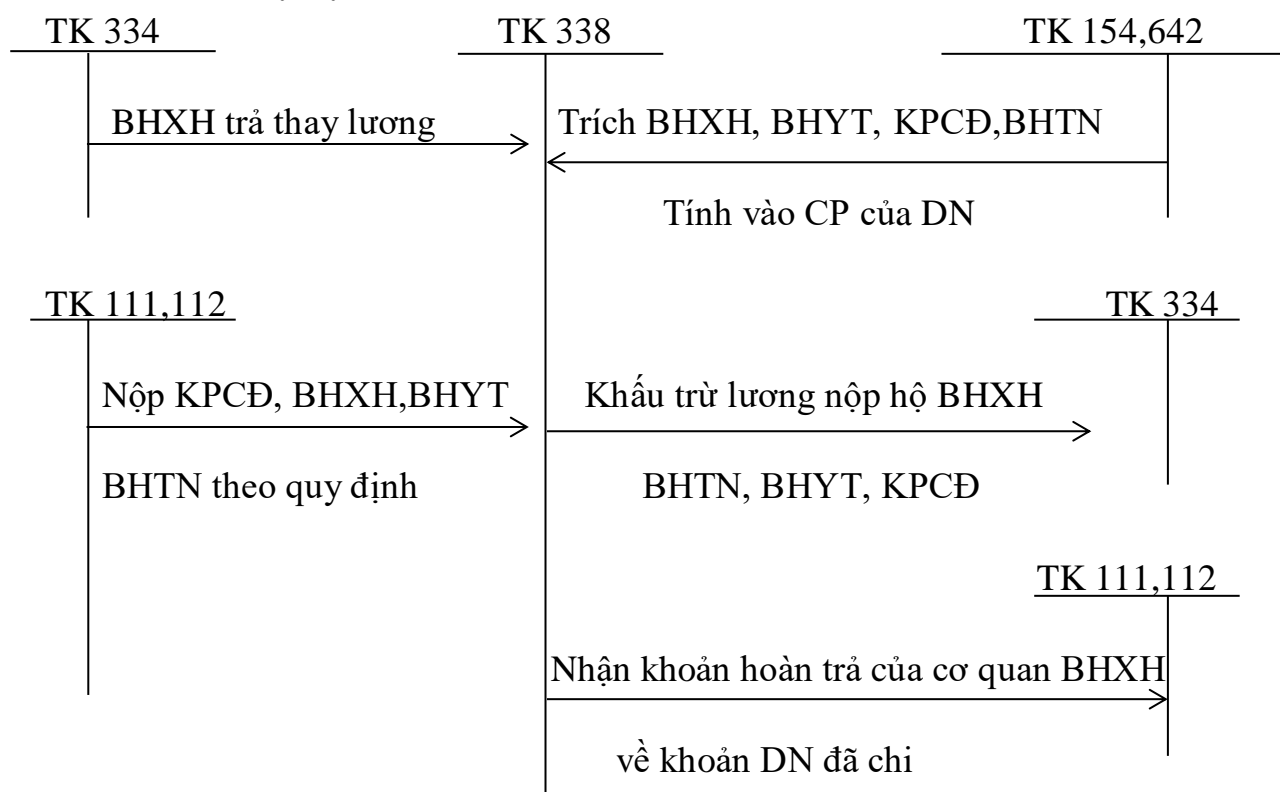 TK 334
TK 338
TK 154,642
BHXH trả thay lương
Trích BHXH, BHYT, KPCĐ,BHTN
Tính vào CP của DN
TK 111,112
TK 334
Nộp KPCĐ, BHXH,BHYT
Khấu trừ lương nộp hộ BHXH
BHTN theo quy định
BHTN, BHYT, KPCĐ
TK 111,112
Nhận khoản hoàn trả của cơ quan BHXH
về khoản DN đã chi